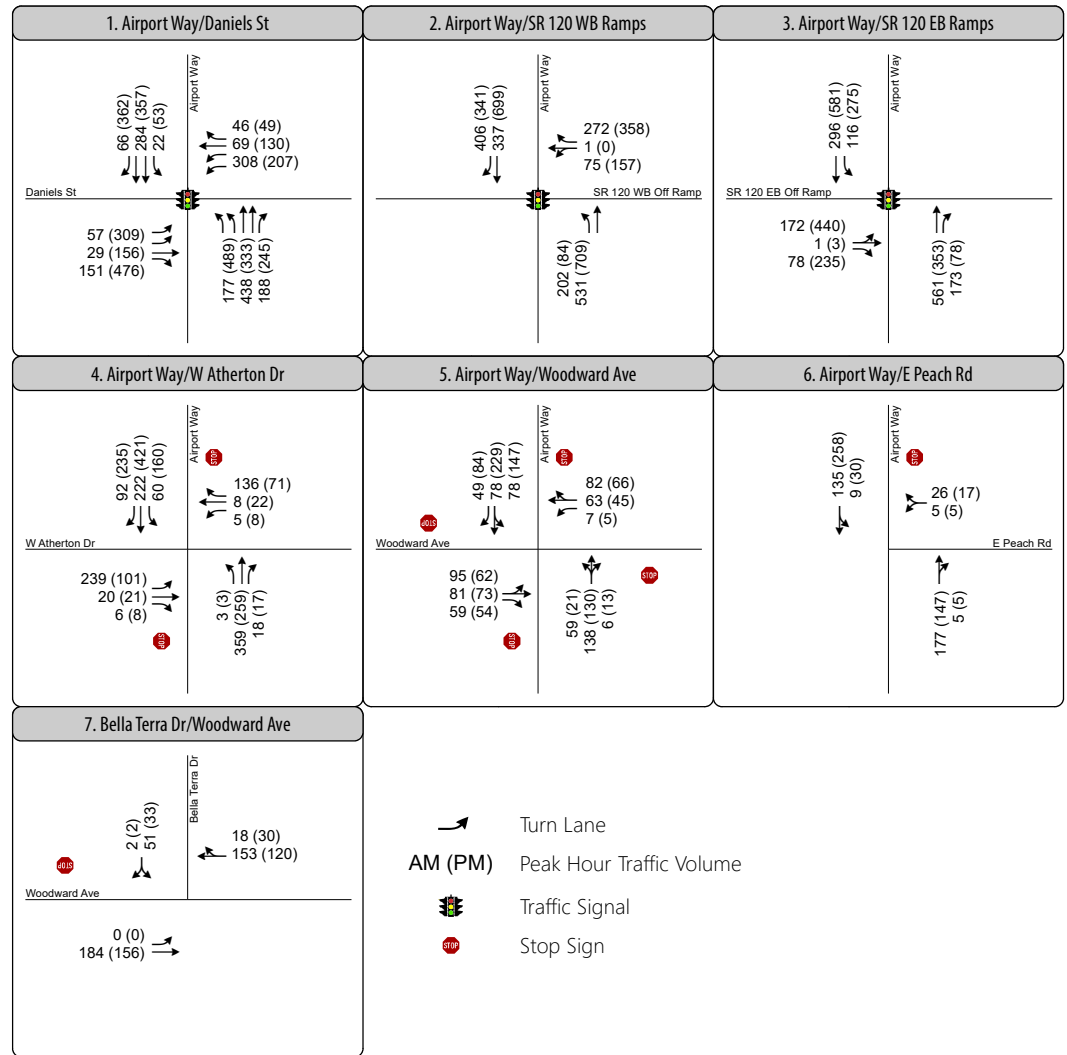 1. Airport Way/Daniels St
66 (362)
284 (357)
22 (53)
Airport Way
46 (49)
69 (130)
308 (207)
Daniels St
57 (309)
29 (156)
151 (476)
177 (489)
438 (333)
188 (245)
2. Airport Way/SR 120 WB Ramps
406 (341)
337 (699)
Airport Way
272 (358)
1 (0)
75 (157)
SR 120 WB Off Ramp
202 (84)
531 (709)
3. Airport Way/SR 120 EB Ramps
296 (581)
116 (275)
Airport Way
SR 120 EB Off Ramp
172 (440)
1 (3)
78 (235)
561 (353)
173 (78)
4. Airport Way/W Atherton Dr
92 (235)
222 (421)
60 (160)
Airport Way
STOP
136 (71)
8 (22)
5 (8)
W Atherton Dr
239 (101)
20 (21)
6 (8)
STOP
3 (3)
359 (259)
18 (17)
5. Airport Way/Woodward Ave
49 (84)
78 (229)
78 (147)
Airport Way
STOP
82 (66)
63 (45)
7 (5)
STOP
Woodward Ave
95 (62)
81 (73)
59 (54)
STOP
59 (21)
138 (130)
6 (13)
STOP
6. Airport Way/E Peach Rd
135 (258)
9 (30)
Airport Way
STOP
26 (17)
5 (5)
E Peach Rd
177 (147)
5 (5)
7. Bella Terra Dr/Woodward Ave
2 (2)
51 (33)
Bella Terra Dr
18 (30)
153 (120)
STOP
Woodward Ave
0 (0)
184 (156)
Turn Lane
AM (PM) Peak Hour Traffic Volume
Traffic Signal
STOP Stop Sign